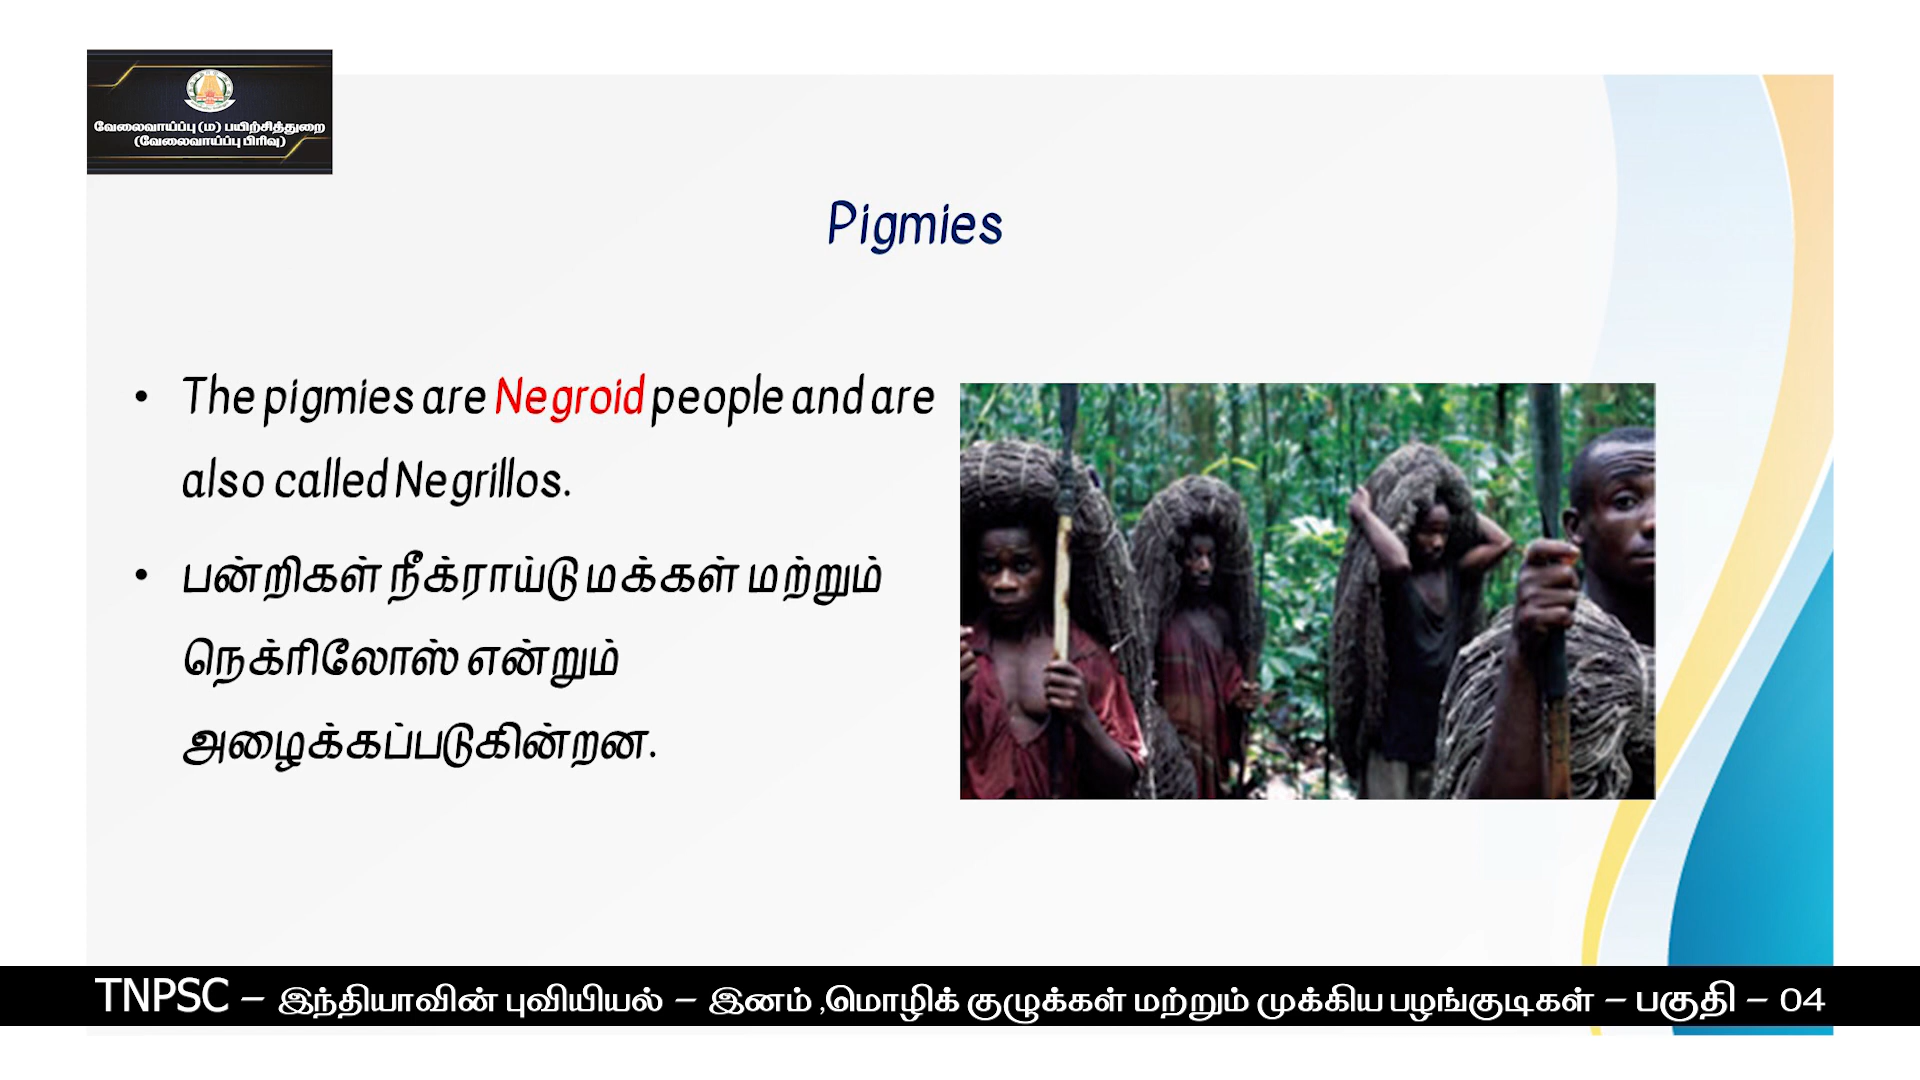 வேலைவாய்ப்பு (ம) பயிற்சித்துறை
(வேலைவாய்ப்பு பிரிவு)
Pigmies
• The pigmies are Negroid people and are
also called Negrillos.
• பன்றிகள் நீக்ராய்டு மக்கள் மற்றும்
நெக்ரிலோஸ் என்றும்
அழைக்கப்படுகின்றன.
TNPSC – இந்தியாவின் புவியியல் – இனம் ,மொழிக் குழுக்கள் மற்றும் முக்கிய பழங்குடிகள் – பகுதி – 04